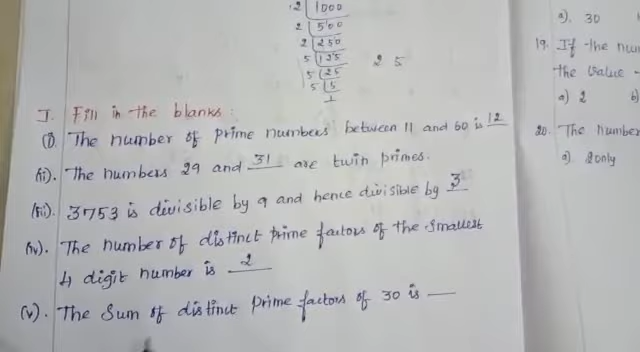 2 | 1000
2 | 500
2 | 250
5 | 125
5 | 25
5 | 5
1
2 5
I. Fill in the blanks :
(i). The number of prime numbers between 11 and 60 is 12
(ii). The numbers 29 and 31 are twin primes.
(iii). 3753 is divisible by 9 and hence divisible by 3
(iv). The number of distinct prime factors of the smallest
4 digit number is 2
(v). The sum of distinct prime factors of 30 is —
a). 30
19. If the
the value
a) 2 b)
20. The number
a). 2only